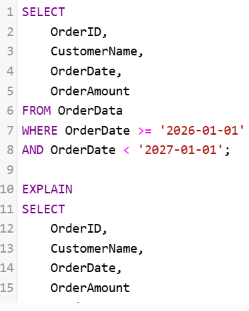 1 SELECT
2 OrderID,
3 CustomerName,
4 OrderDate,
5 OrderAmount
6 FROM OrderData
7 WHERE OrderDate >= '2026-01-01'
8 AND OrderDate < '2027-01-01';
9
10 EXPLAIN
11 SELECT
12 OrderID,
13 CustomerName,
14 OrderDate,
15 OrderAmount